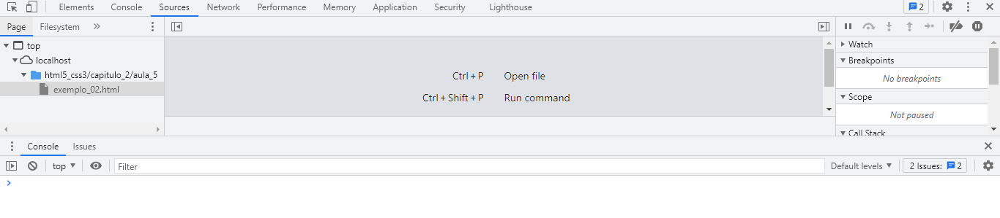 Elements Console Sources Network Performance Memory Application Security Lighthouse 2
Page Filesystem
top
localhost
html5_css3/capitulo_2/aula_5
exemplo_02.html
Ctrl + P Open file
Ctrl + Shift + P Run command
Watch
Breakpoints
No breakpoints
Scope
Not paused
Call Stack
Console Issues
top Filter Default levels 2 Issues: 2